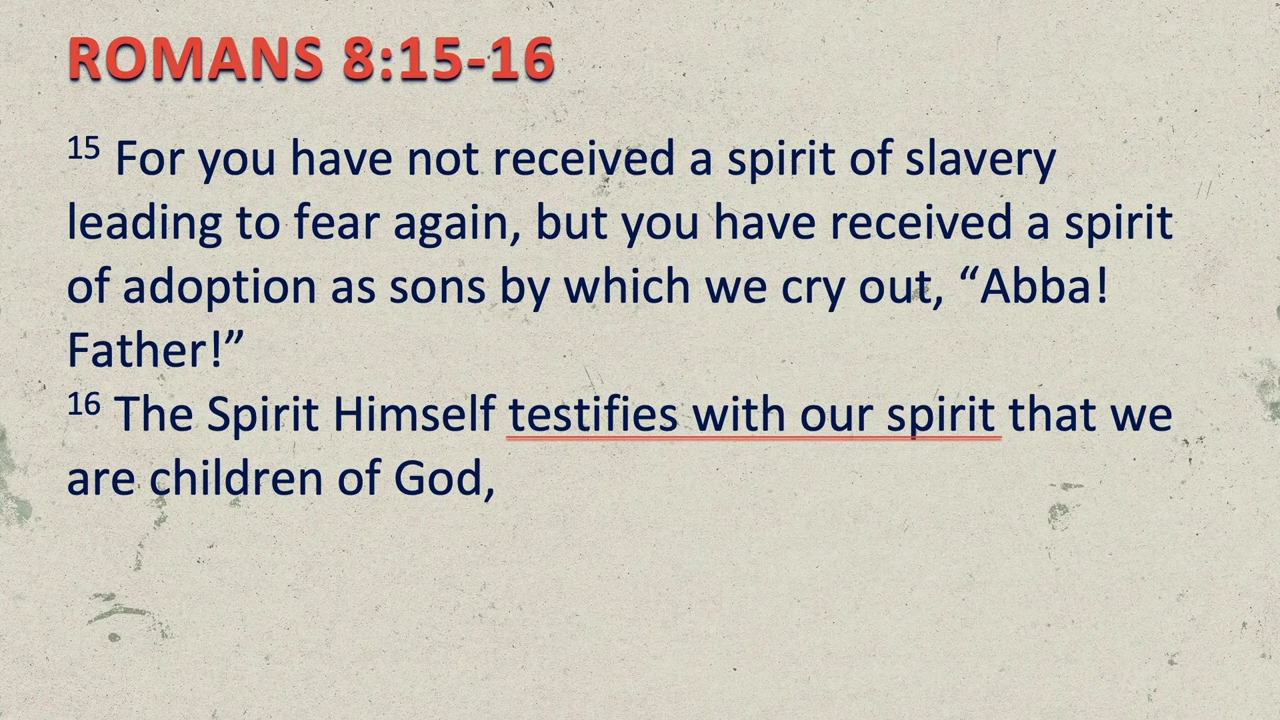 ROMANS 8:15-16
15 For you have not received a spirit of slavery
leading to fear again, but you have received a spirit
of adoption as sons by which we cry out, “Abba!
Father!”
16 The Spirit Himself testifies with our spirit that we
are children of God,